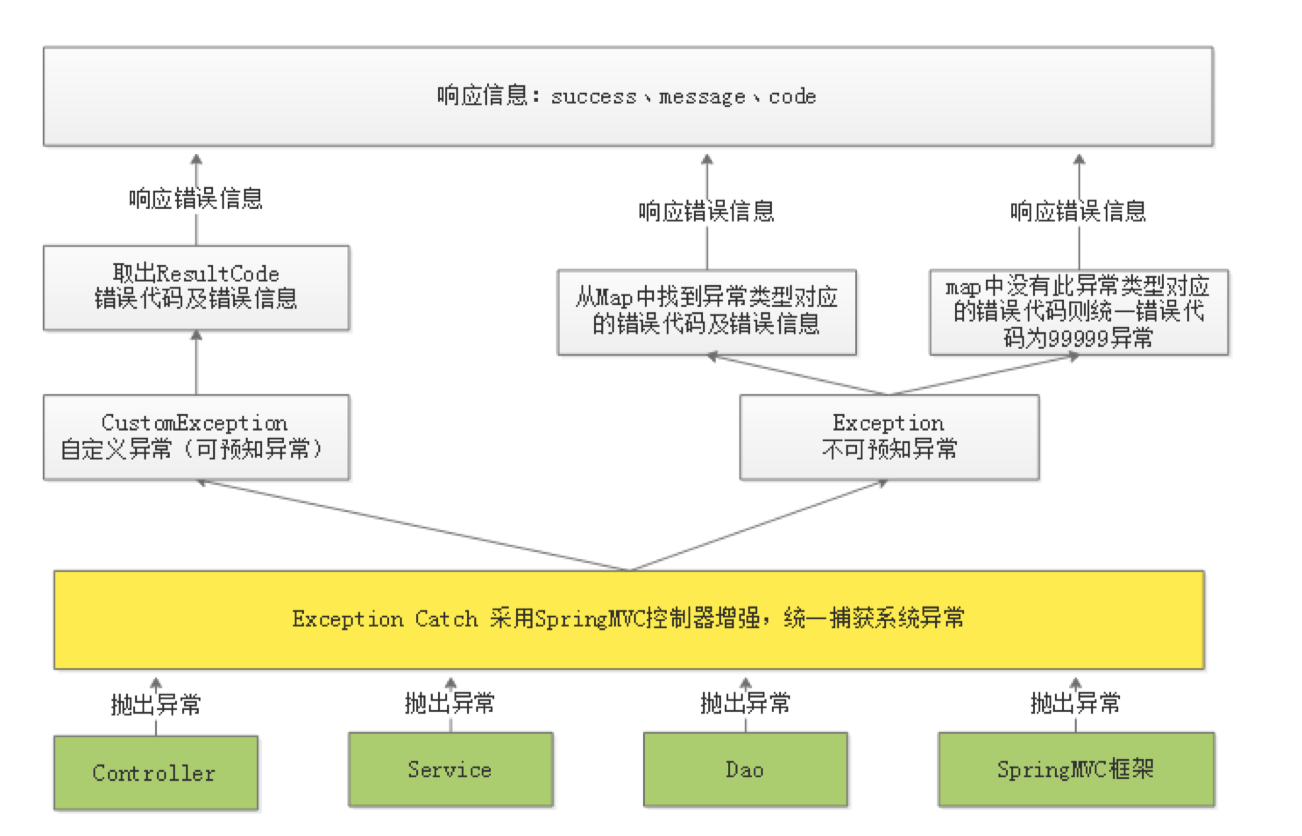 响应信息：success、message、code
响应错误信息
响应错误信息
响应错误信息
取出ResultCode
错误代码及错误信息
从Map中找到异常类型对应
的错误代码及错误信息
map中没有此异常类型对应
的错误代码则统一错误代
码为99999异常
CustomException
自定义异常（可预知异常）
Exception
不可预知异常
Exception Catch 采用SpringMVC控制器增强，统一捕获系统异常
抛出异常
抛出异常
抛出异常
抛出异常
Controller
Service
Dao
SpringMVC框架